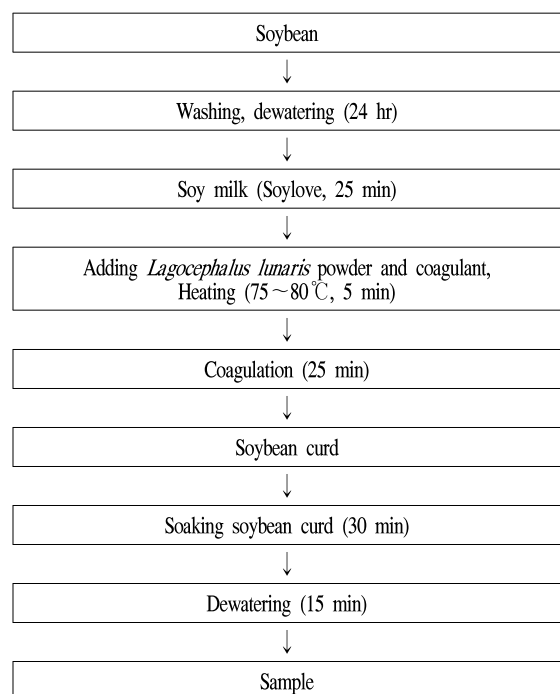 Soybean
↓
Washing, dewatering (24 hr)
↓
Soy milk (Soylove, 25 min)
↓
Adding Lagocephalus lunaris powder and coagulant,
Heating (75～80℃, 5 min)
↓
Coagulation (25 min)
↓
Soybean curd
↓
Soaking soybean curd (30 min)
↓
Dewatering (15 min)
↓
Sample